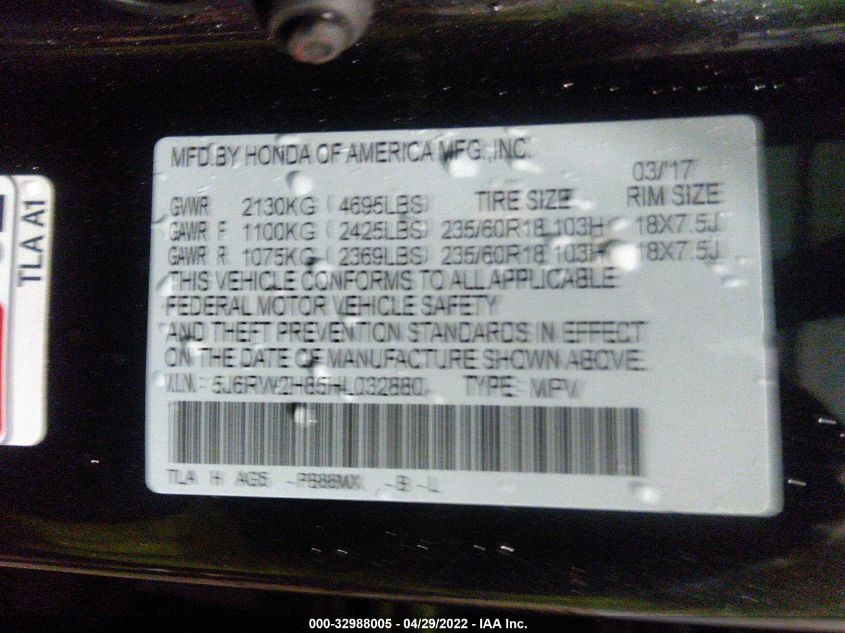 MFD.BY HONDA OF AMERICA MFG.,INC.
03/'17
GVWR 2130KG (4695LBS) TIRE SIZE RIM SIZE
GAWR F 1100KG (2425LBS) 235/60R18 103H 18X7.5J
GAWR R 1075KG (2369LBS) 235/60R18 103H 18X7.5J
THIS VEHICLE CONFORMS TO ALL APPLICABLE
FEDERAL MOTOR VEHICLE SAFETY
AND THEFT PREVENTION STANDARDS IN EFFECT
ON THE DATE OF MANUFACTURE SHOWN ABOVE.
V.I.N.: 5J6RW2H85HL032880 TYPE: MPV
TLA H AGS
TLA A1
000-32988005 - 04/29/2022 - IAA Inc.